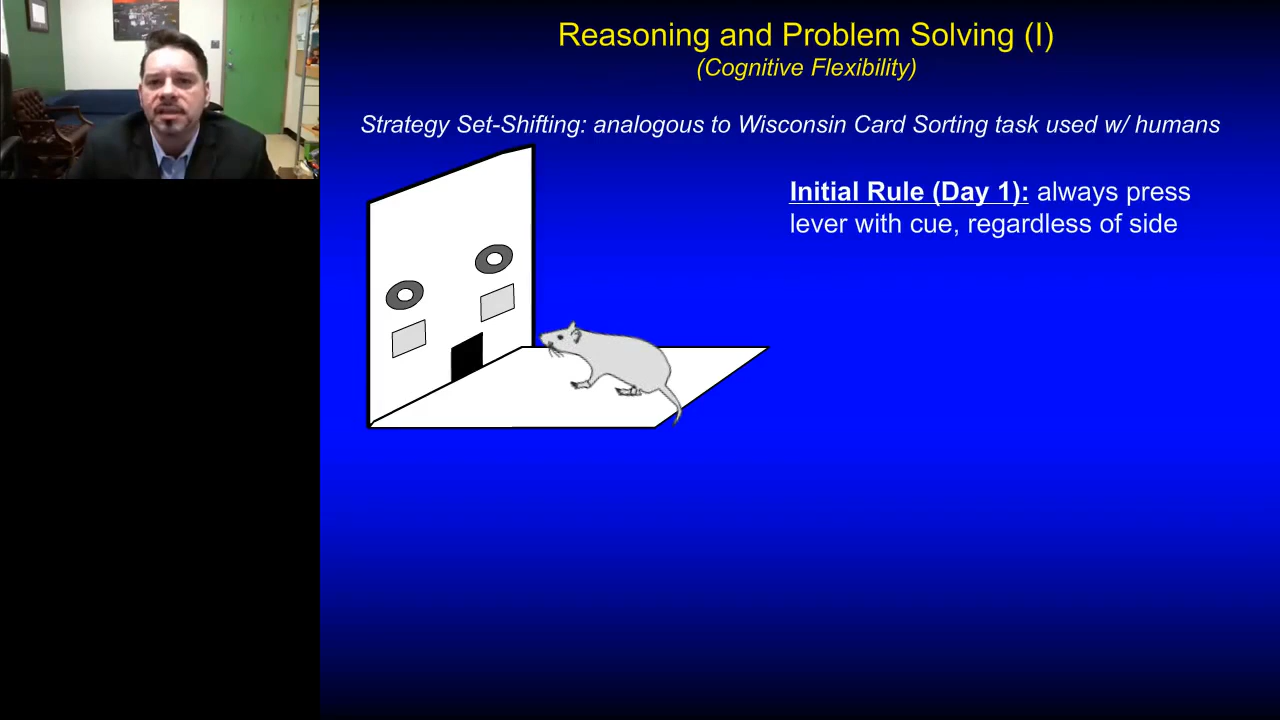 Reasoning and Problem Solving (I)
(Cognitive Flexibility)
Strategy Set-Shifting: analogous to Wisconsin Card Sorting task used w/ humans
Initial Rule (Day 1): always press
lever with cue, regardless of side